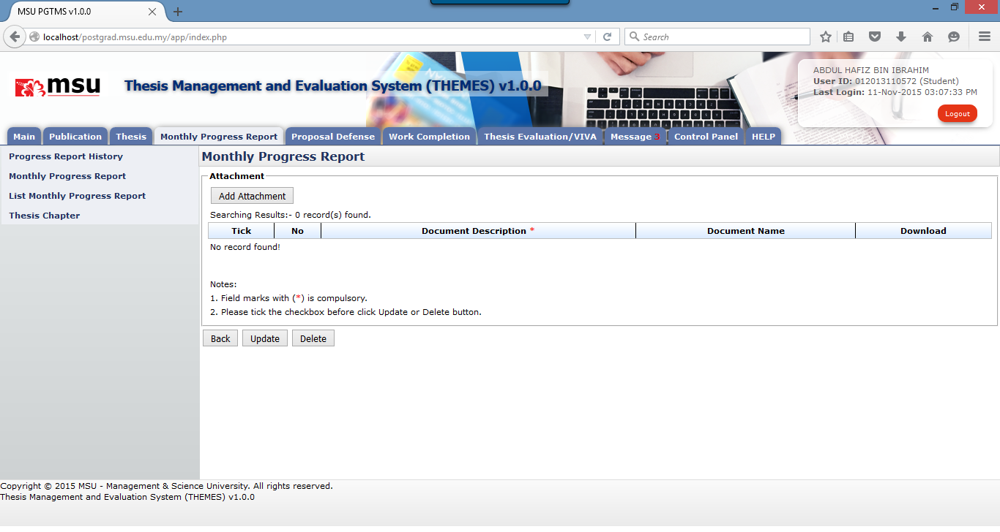 MSU PGTMS v1.0.0
localhost/postgrad.msu.edu.my/app/index.php
Search
msu
Thesis Management and Evaluation System (THEMES) v1.0.0
ABDUL HAFIZ BIN IBRAHIM
User ID: 012013110572 (Student)
Last Login: 11-Nov-2015 03:07:33 PM
Logout
Main Publication Thesis Monthly Progress Report Proposal Defense Work Completion Thesis Evaluation/VIVA Message 3 Control Panel HELP
Progress Report History
Monthly Progress Report
List Monthly Progress Report
Thesis Chapter
Monthly Progress Report
Attachment
Add Attachment
Searching Results:- 0 record(s) found.
Tick No Document Description * Document Name Download
No record found!
Notes:
1. Field marks with (*) is compulsory.
2. Please tick the checkbox before click Update or Delete button.
Back Update Delete
Copyright © 2015 MSU - Management & Science University. All rights reserved.
Thesis Management and Evaluation System (THEMES) v1.0.0